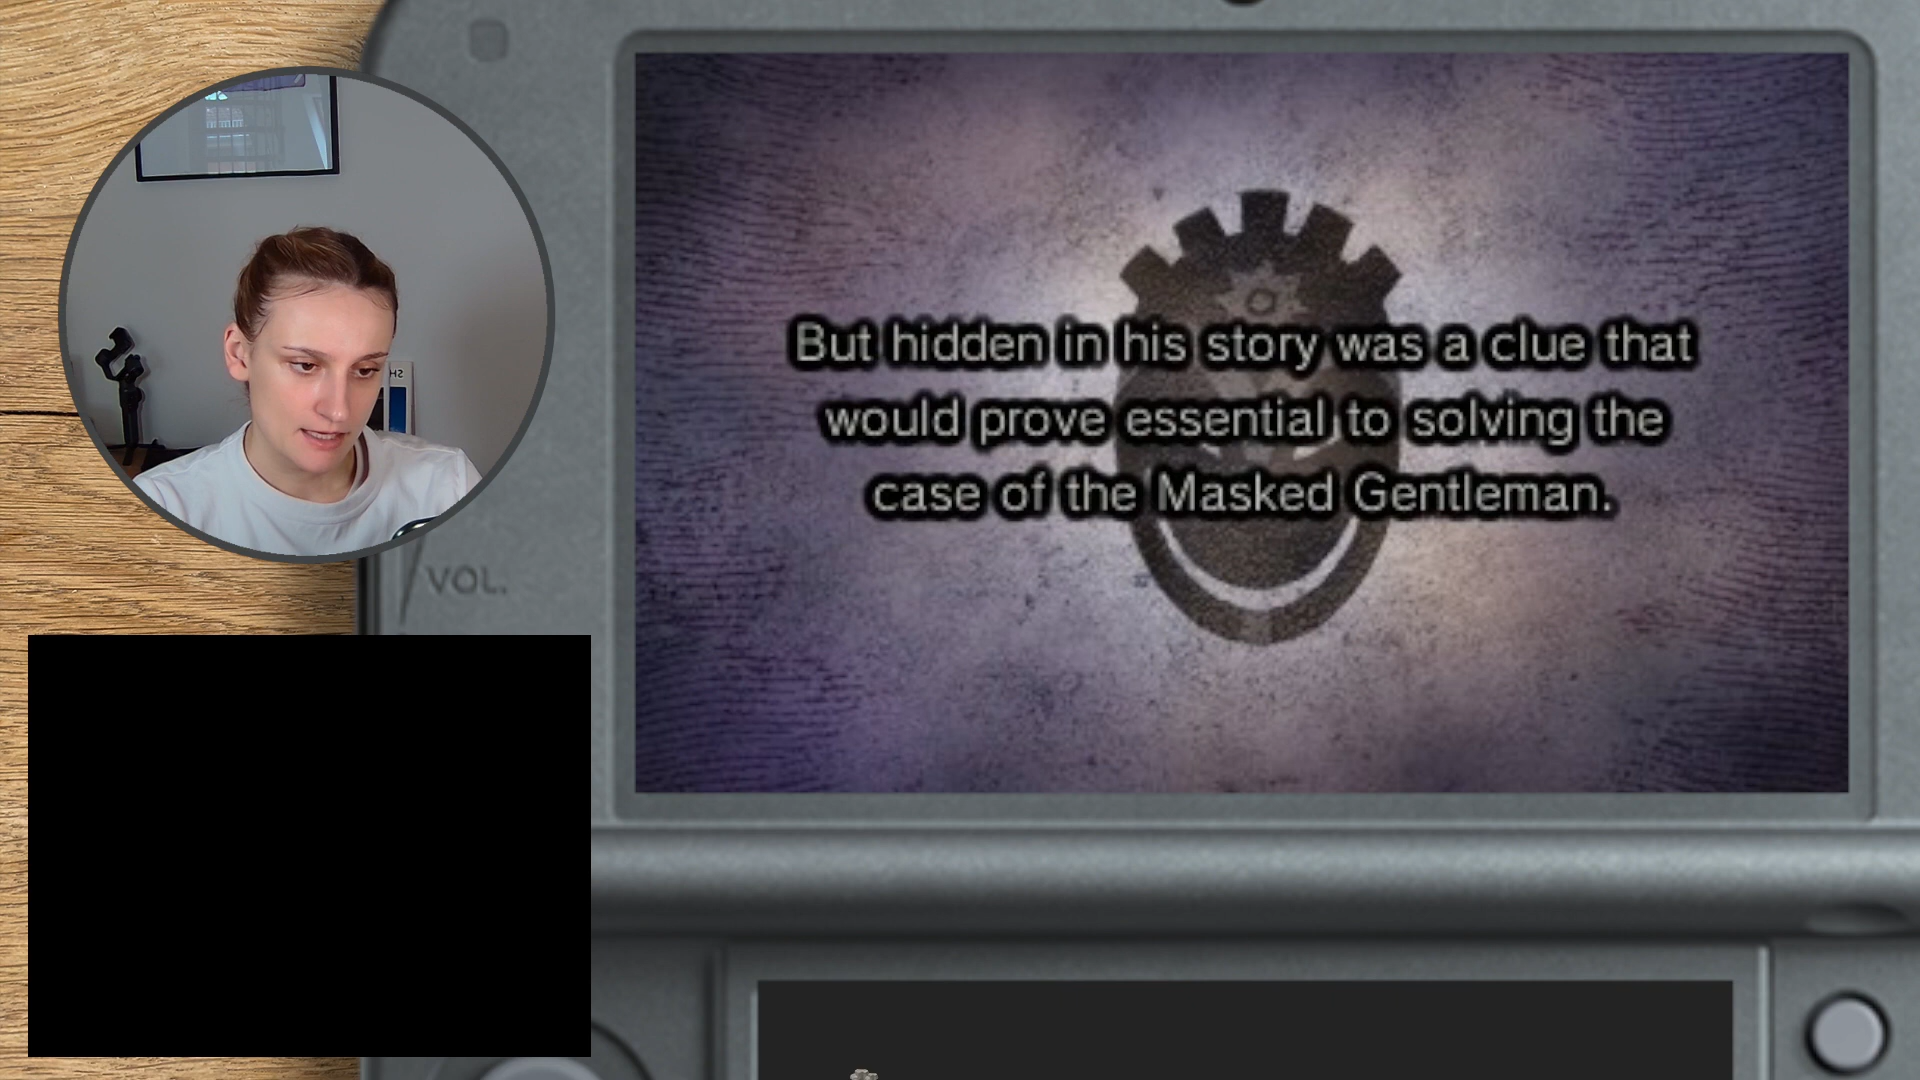 But hidden in his story was a clue that
would prove essential to solving the
case of the Masked Gentleman.
VOL.